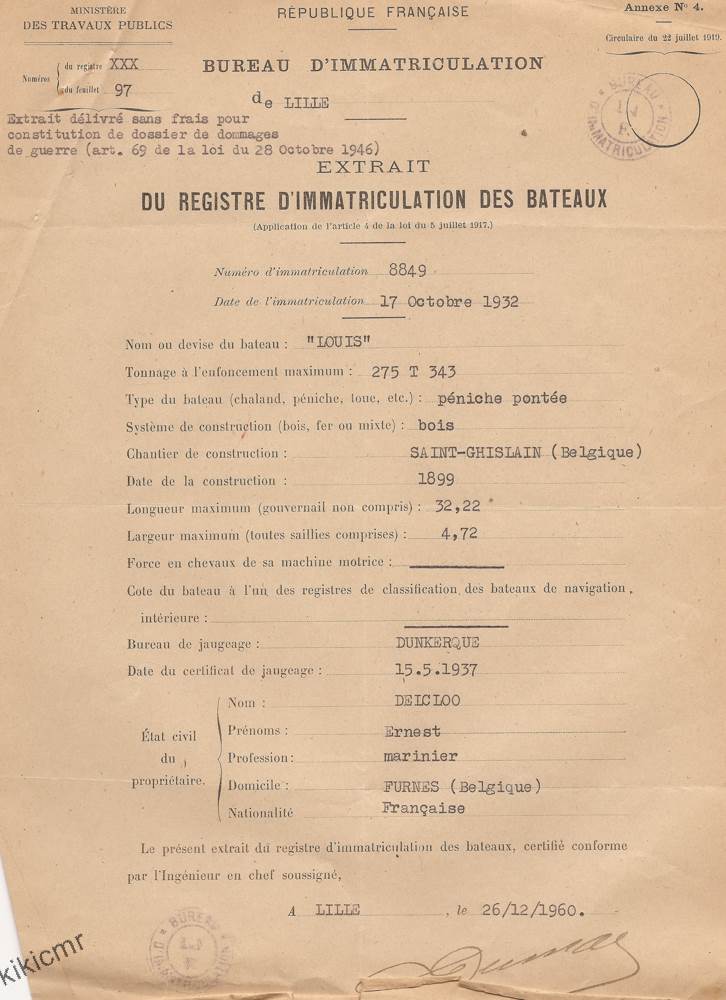 MINISTÈRE
DES TRAVAUX PUBLICS
RÉPUBLIQUE FRANÇAISE
Annexe N° 4.
Circulaire du 22 juillet 1919.
Numéros
du registre XXX
du feuillet 97
BUREAU D'IMMATRICULATION
de LILLE
BUREAU
D'IMMATRICULATION
Extrait délivré sans frais pour
constitution de dossier de dommages
de guerre (art. 69 de la loi du 28 Octobre 1946)
EXTRAIT
DU REGISTRE D'IMMATRICULATION DES BATEAUX
(Application de l'article 4 de la loi du 5 juillet 1917.)
Numéro d'immatriculation 8849
Date de l'immatriculation 17 Octobre 1932
Nom ou devise du bateau : "LOUIS"
Tonnage à l'enfoncement maximum : 275 T 343
Type du bateau (chaland, péniche, toue, etc.) : péniche pontée
Système de construction (bois, fer ou mixte) : bois
Chantier de construction : SAINT-GHISLAIN (Belgique)
Date de la construction : 1899
Longueur maximum (gouvernail non compris) : 32,22
Largeur maximum (toutes saillies comprises) : 4,72
Force en chevaux de sa machine motrice :
Cote du bateau à l'un des registres de classification des bateaux de navigation
intérieure :
Bureau de jaugeage : DUNKERQUE
Date du certificat de jaugeage : 15.5.1937
État civil
du
propriétaire.
Nom : DEICLOO
Prénoms : Ernest
Profession : marinier
Domicile : FURNES (Belgique)
Nationalité Française
Le présent extrait du registre d'immatriculation des bateaux, certifié conforme
par l'Ingénieur en chef soussigné,
A LILLE, le 26/12/1960.
BUREAU
D'IMMATRICULATION
kikicmr